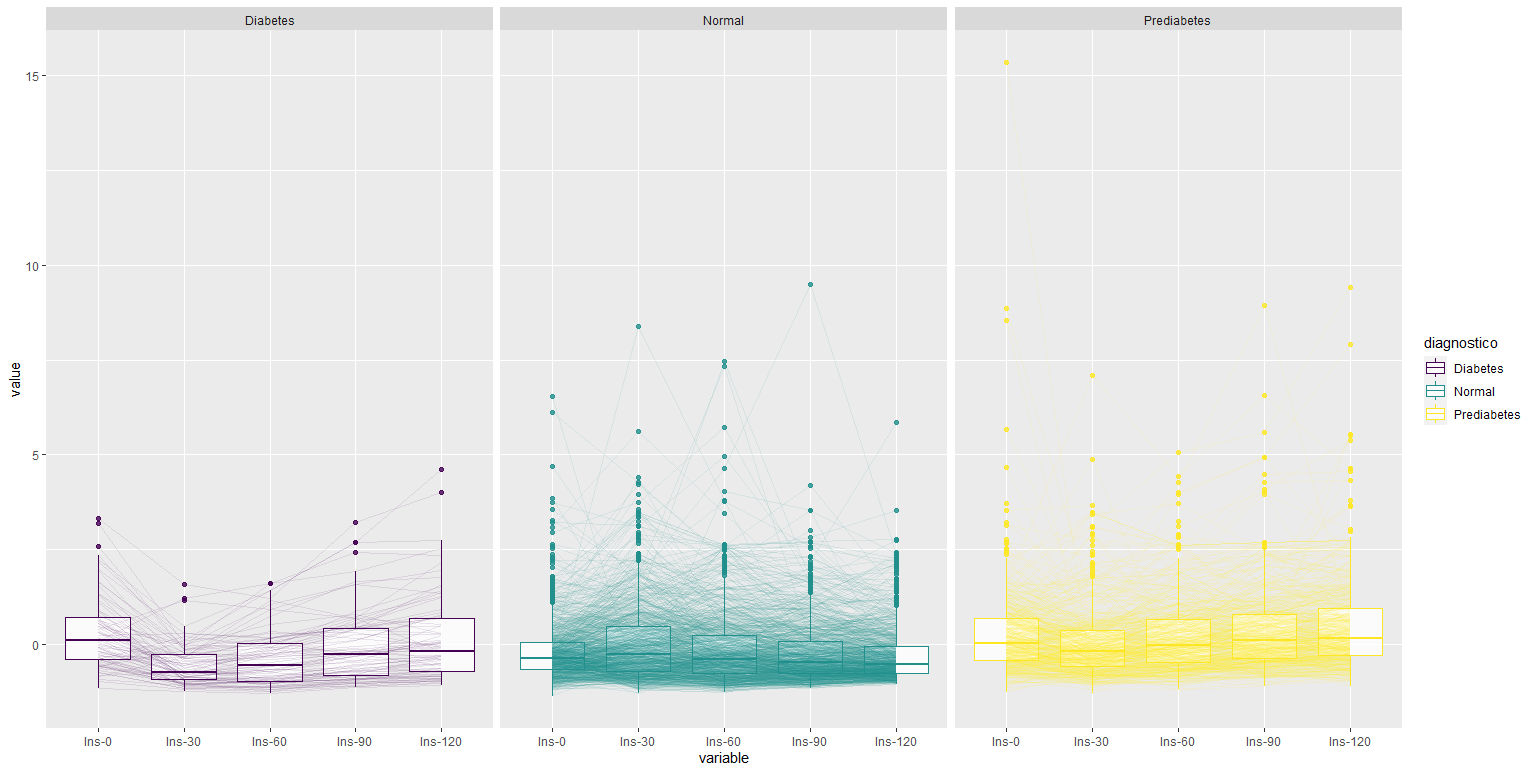 Diabetes Normal Prediabetes
15
10
5
0
value
Ins-0 Ins-30 Ins-60 Ins-90 Ins-120 Ins-0 Ins-30 Ins-60 Ins-90 Ins-120 Ins-0 Ins-30 Ins-60 Ins-90 Ins-120
variable
diagnostico
Diabetes
Normal
Prediabetes